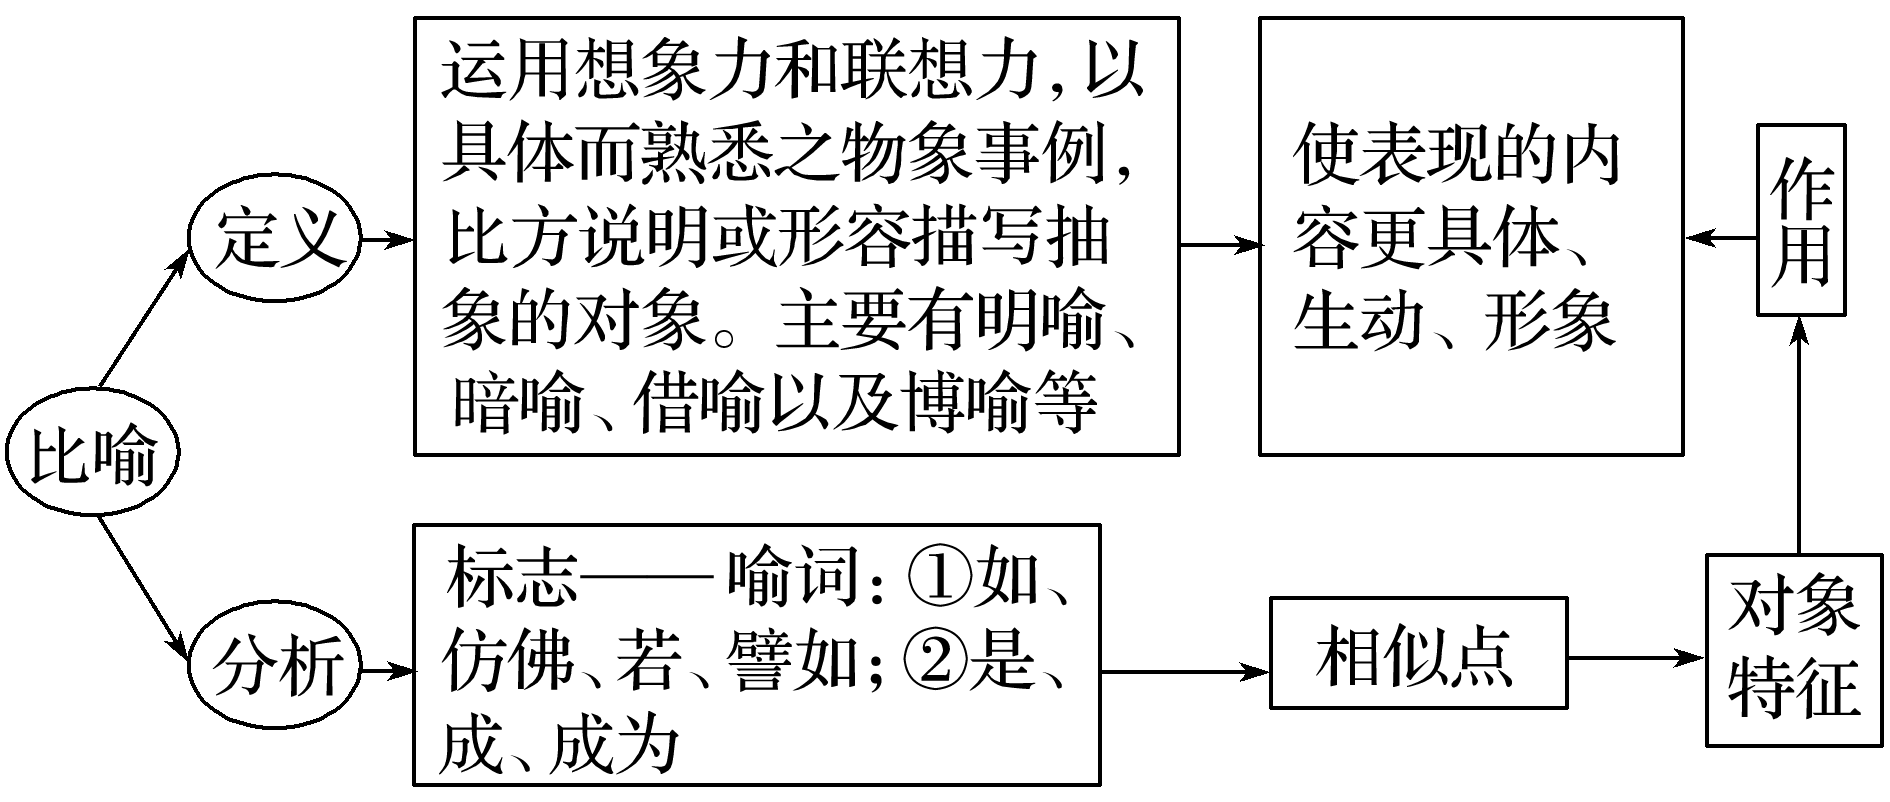 比喻
定义
运用想象力和联想力,以
具体而熟悉之物象事例,
比方说明或形容描写抽
象的对象。主要有明喻、
暗喻、借喻以及博喻等
使表现的内
容更具体、
生动、形象
作
用
分析
标志——喻词:①如、
仿佛、若、譬如;②是、
成、成为
相似点
对象
特征